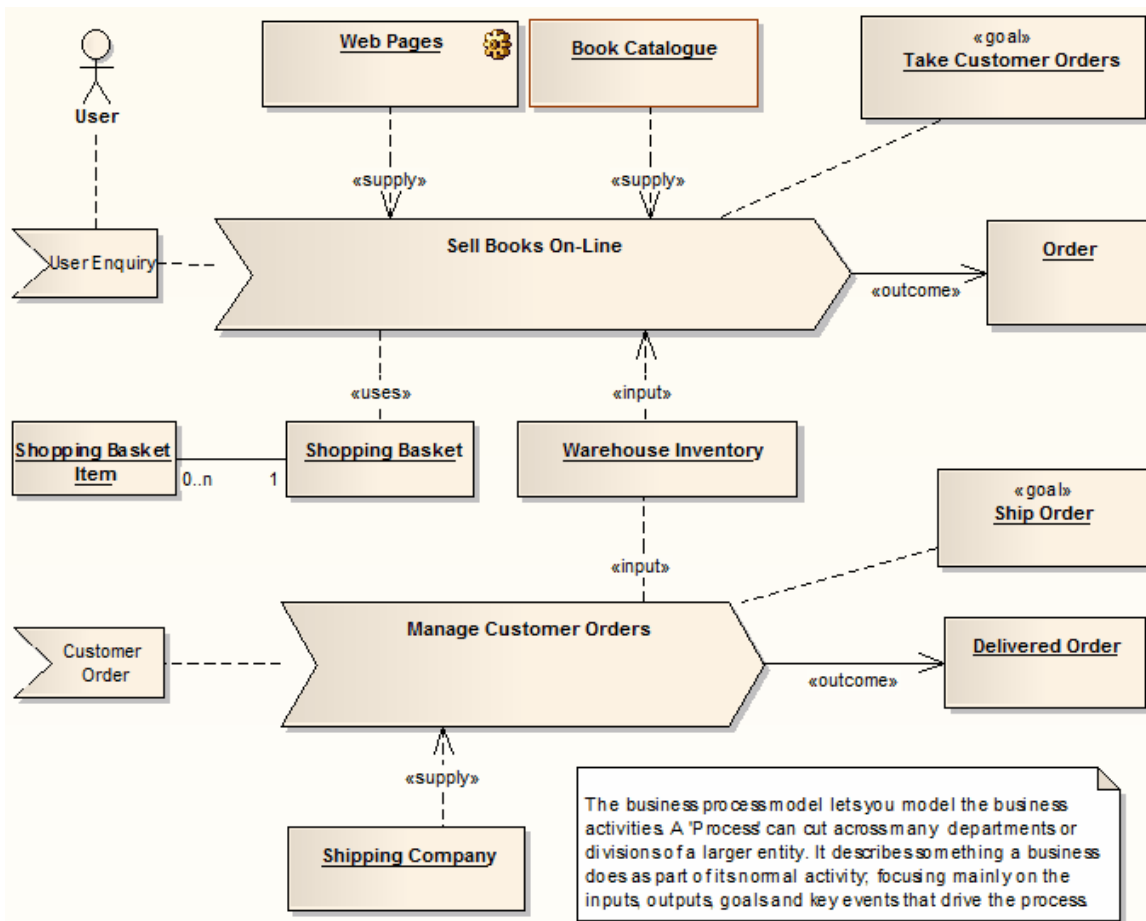 Web Pages
Book Catalogue
«goal»
Take Customer Orders
User
«supply»
«supply»
User Enquiry
Sell Books On-Line
Order
«outcome»
«uses»
«input»
Shopping Basket
Item
0..n
1
Shopping Basket
Warehouse Inventory
«goal»
Ship Order
«input»
Customer
Order
Manage Customer Orders
Delivered Order
«outcome»
«supply»
Shipping Company
The business process model lets you model the business
activities. A 'Process' can cut across many departments or
divisions of a larger entity. It describes something a business
does as part of its normal activity; focusing mainly on the
inputs, outputs, goals and key events that drive the process.